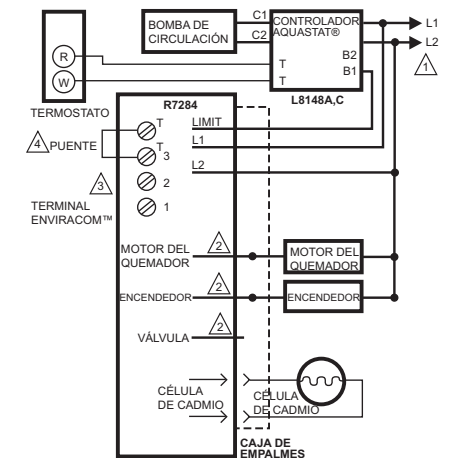 BOMBA DE
CIRCULACIÓN
C1
C2
CONTROLADOR
AQUASTAT®
B2
B1
T
T
L1
L2
1
R
W
TERMOSTATO
L8148A,C
R7284
T
LIMIT
4 PUENTE
T
L1
3
L2
3
2
TERMINAL
ENVIRACOM™
1
MOTOR DEL
QUEMADOR
2
MOTOR DEL
QUEMADOR
ENCENDEDOR
2
ENCENDEDOR
VÁLVULA
2
CÉLULA
DE CADMIO
CÉLULA
DE CADMIO
CAJA DE
EMPALMES